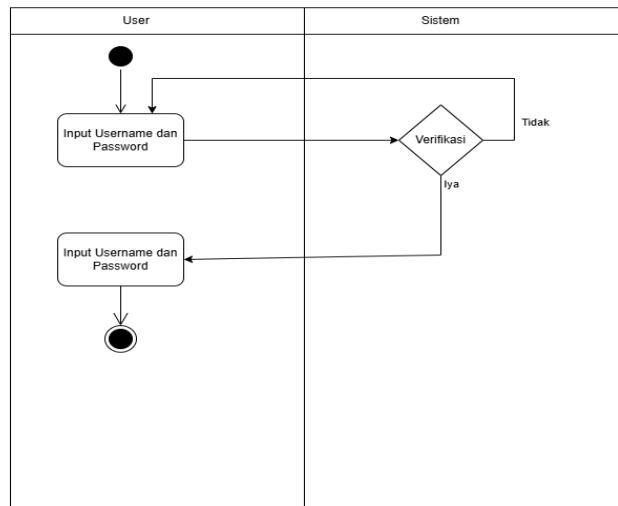 User
Sistem
Input Username dan
Password
Verifikasi
Tidak
Iya
Input Username dan
Password